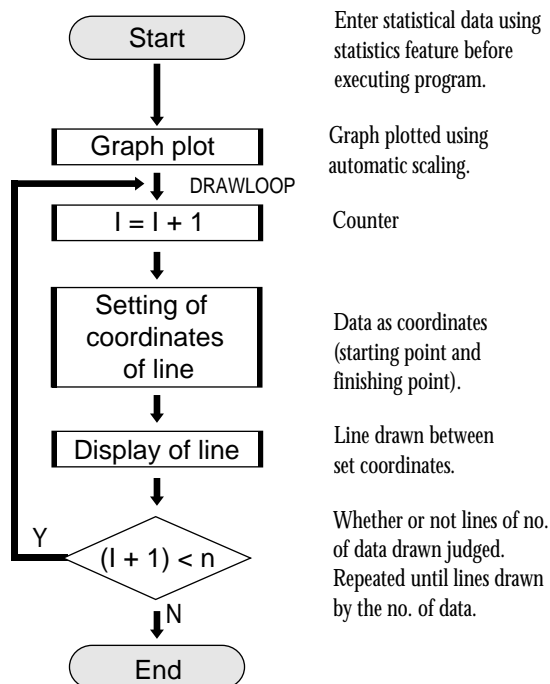 Start
Enter statistical data using
statistics feature before
executing program.
Graph plot
Graph plotted using
automatic scaling.
DRAWLOOP
I = I + 1
Counter
Setting of
coordinates
of line
Data as coordinates
(starting point and
finishing point).
Display of line
Line drawn between
set coordinates.
Y
(I + 1) < n
Whether or not lines of no.
of data drawn judged.
Repeated until lines drawn
by the no. of data.
N
End